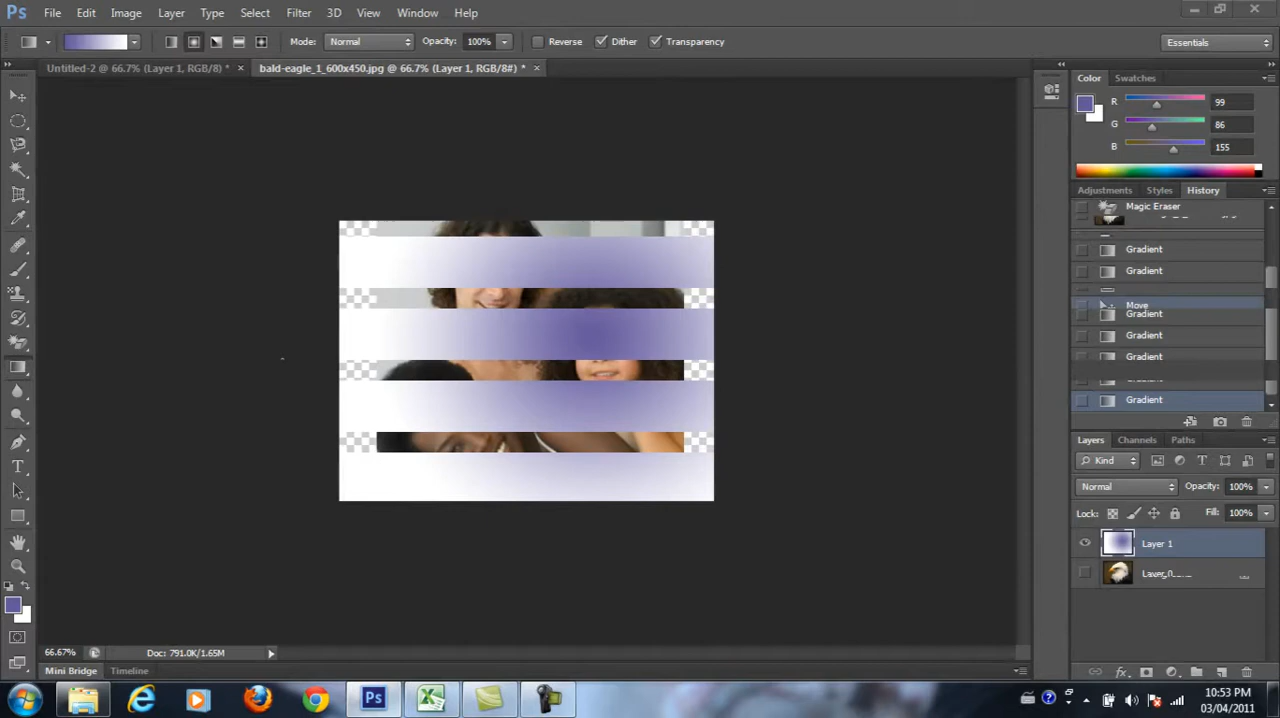 Ps File Edit Image Layer Type Select Filter 3D View Window Help
Mode: Normal Opacity: 100% Reverse Dither Transparency Essentials
Untitled-2 @ 66.7% (Layer 1, RGB/8) * × bald-eagle_1_600x450.jpg @ 66.7% (Layer 1, RGB/8#) * ×
Color Swatches
R 99
G 86
B 155
Adjustments Styles History
Magic Eraser
Gradient
Gradient
Move
Gradient
Gradient
Gradient
Gradient
Layers Channels Paths
Kind
Normal Opacity: 100%
Lock: Fill: 100%
Layer 1
Layer 0
66.67% Doc: 791.0K/1.65M
Mini Bridge Timeline
Ps 10:53 PM
03/04/2011